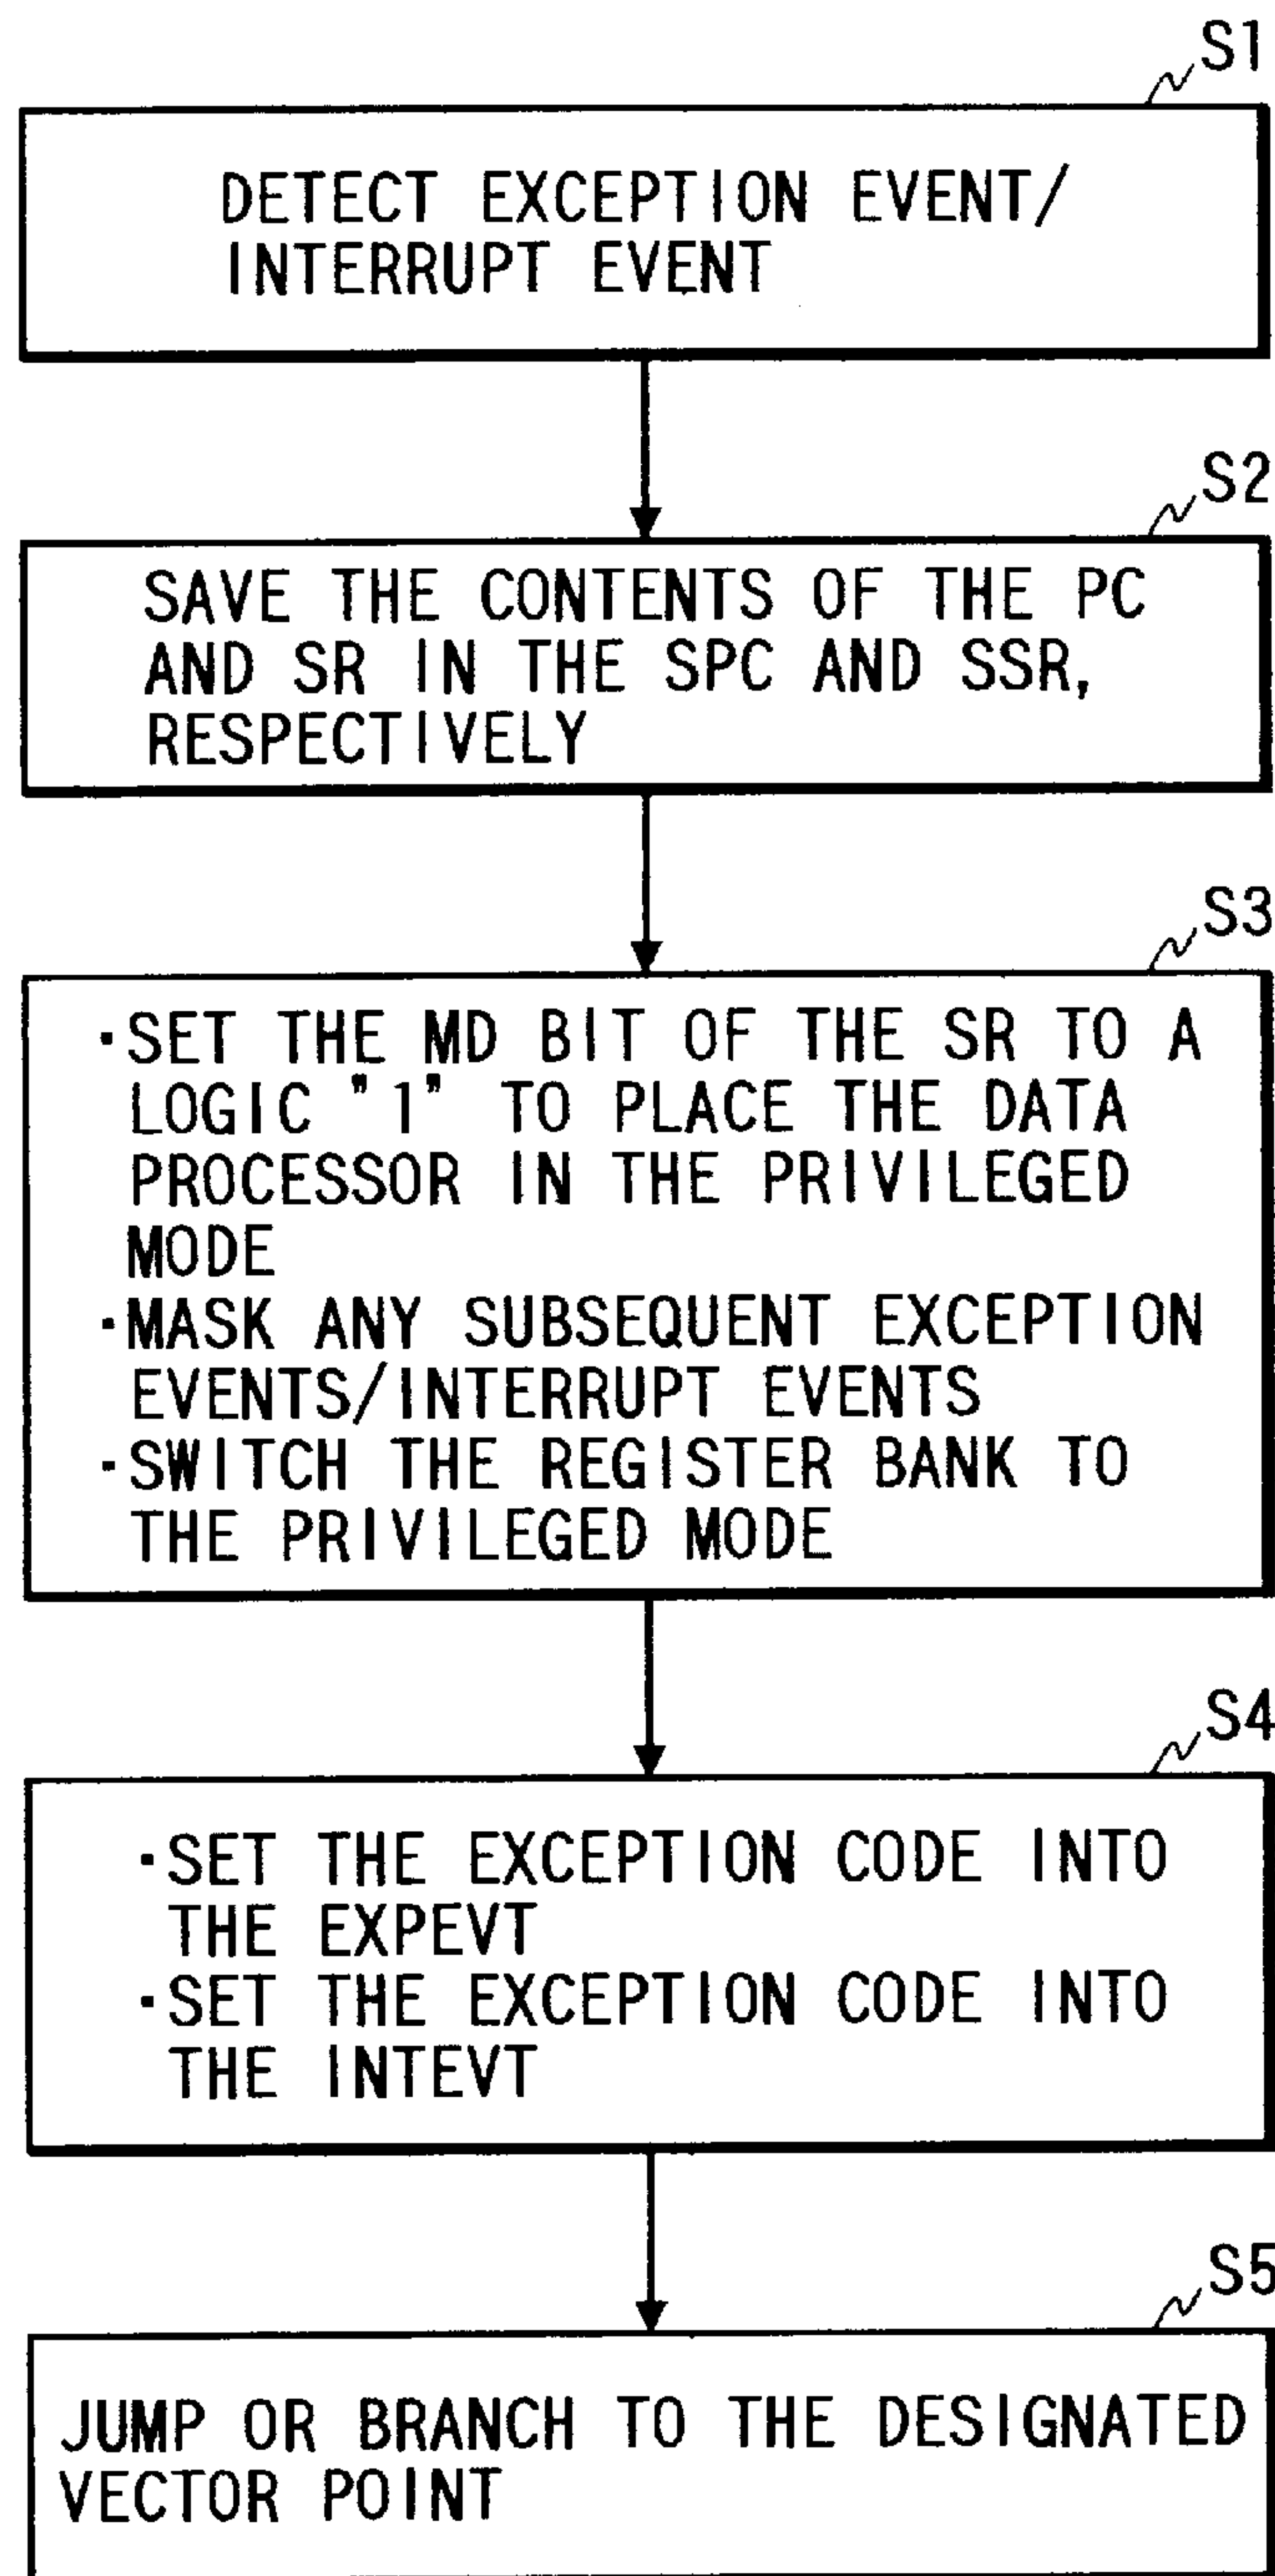 S1
DETECT EXCEPTION EVENT/
INTERRUPT EVENT
S2
SAVE THE CONTENTS OF THE PC
AND SR IN THE SPC AND SSR,
RESPECTIVELY
S3
·SET THE MD BIT OF THE SR TO A
LOGIC "1" TO PLACE THE DATA
PROCESSOR IN THE PRIVILEGED
MODE
·MASK ANY SUBSEQUENT EXCEPTION
EVENTS/INTERRUPT EVENTS
·SWITCH THE REGISTER BANK TO
THE PRIVILEGED MODE
S4
·SET THE EXCEPTION CODE INTO
THE EXPEVT
·SET THE EXCEPTION CODE INTO
THE INTEVT
S5
JUMP OR BRANCH TO THE DESIGNATED
VECTOR POINT